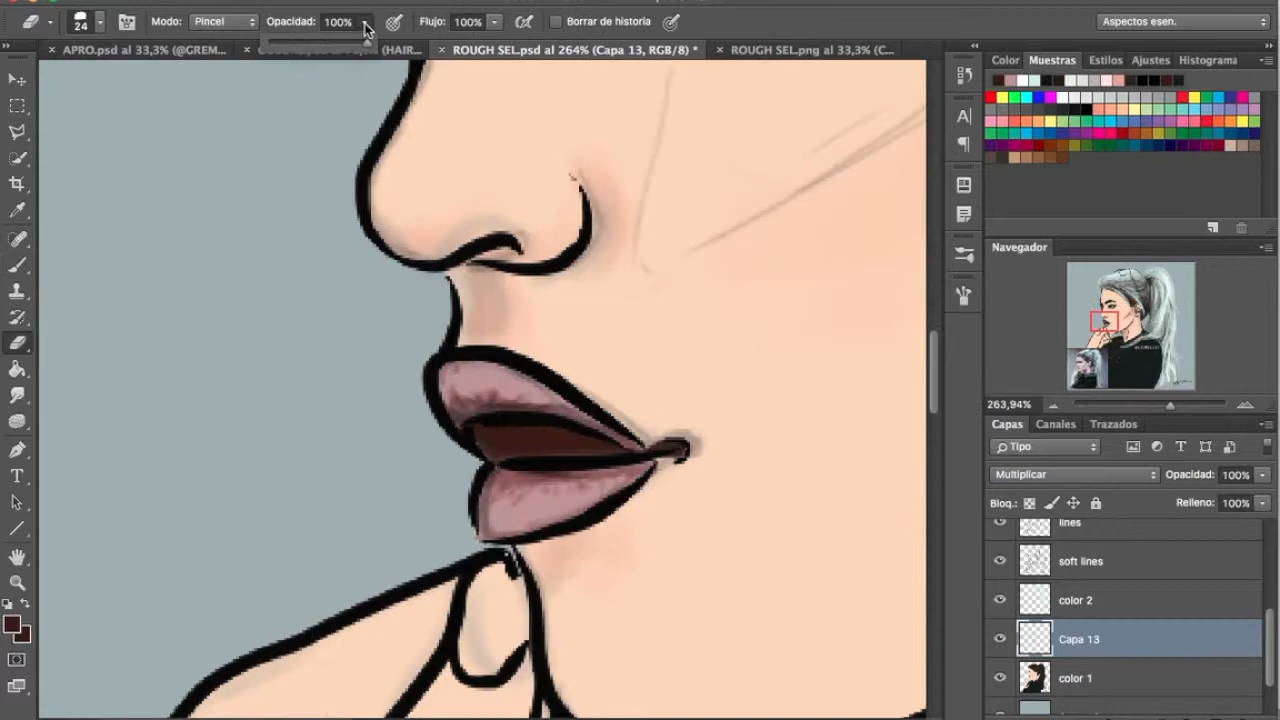 24
Modo: Pincel
Opacidad: 100%
Flujo: 100%
Borrar de historia
Aspectos esen.
APRO.psd al 33,3% (@GREM...
(HAIR...
ROUGH SEL.psd al 264% (Capa 13, RGB/8) *
ROUGH SEL.png al 33,3% (C...
Color Muestras Estilos Ajustes Histograma
Navegador
263,94%
Capas Canales Trazados
Tipo
Multiplicar Opacidad: 100%
Bloq.: Relleno: 100%
lines
soft lines
color 2
Capa 13
color 1